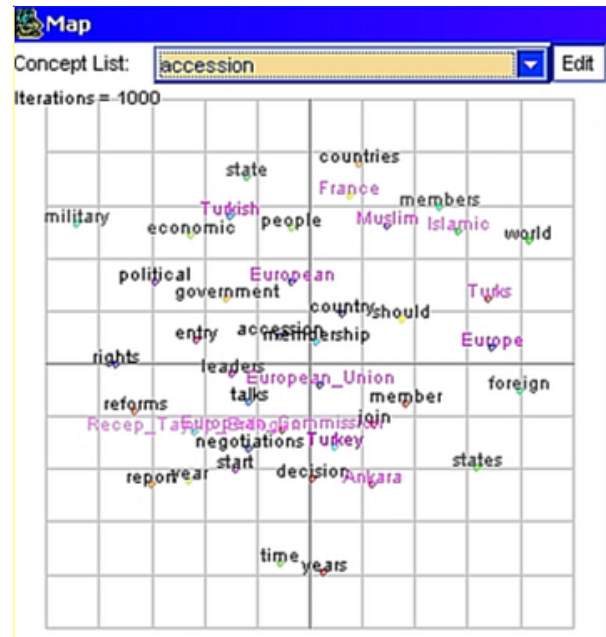 Map
Concept List: accession Edit
Iterations = 1000
countries
state
France
members
Turkish
military
economic
people
Muslim
Islamic
world
political
European
government
Turks
country
should
accession
membership
entry
Europe
rights
leaders
European_Union
foreign
talks
member
reforms
join
European_Commission
negotiations
Turkey
start
states
report
year
decision
Ankara
time
years